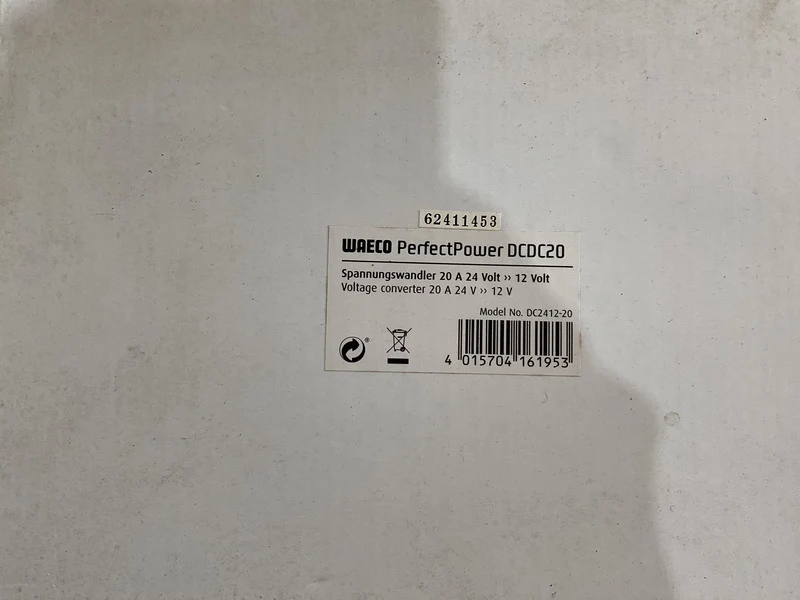 62411453
WAECO PerfectPower DCDC20
Spannungswandler 20 A 24 Volt ›› 12 Volt
Voltage converter 20 A 24 V ›› 12 V
Model No. DC2412-20
®
4 015704 161953